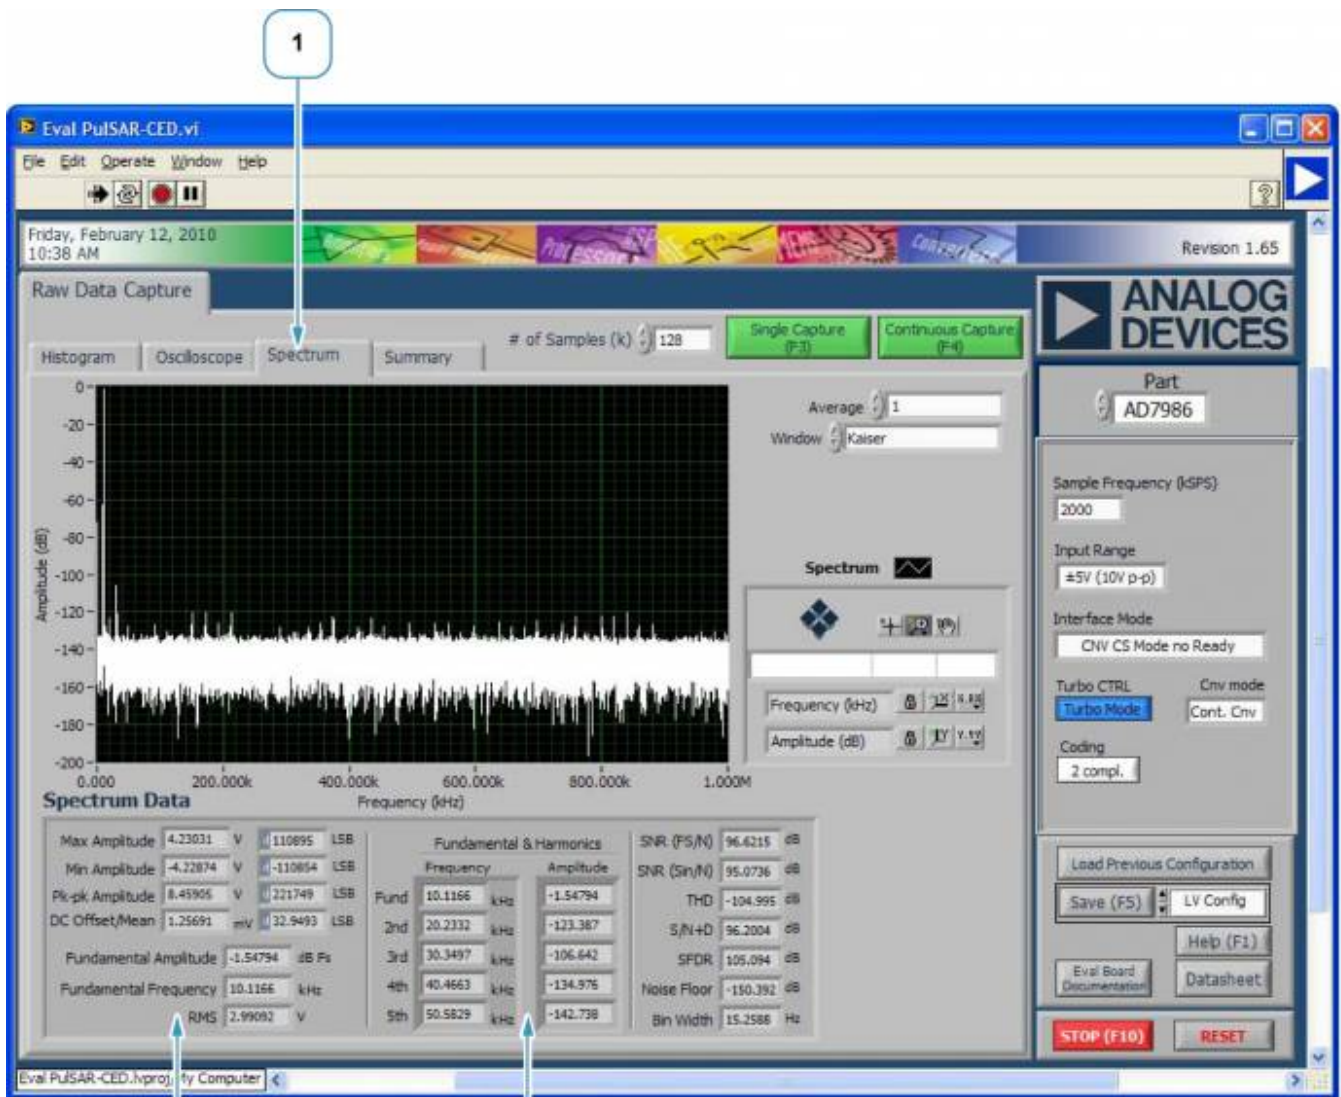 1
Eval PulSAR-CED.vi
File Edit Operate Window Help
Friday, February 12, 2010
10:38 AM
Revision 1.65
Raw Data Capture
# of Samples (k) 128
Single Capture (F3)
Continuous Capture (F4)
Histogram Osciloscope Spectrum Summary
ANALOG DEVICES
Part
AD7986
Average 1
Window Kaiser
Sample Frequency (kSPS)
2000
Input Range
±5V (10V p-p)
Interface Mode
CNV CS Mode no Ready
Turbo CTRL Cnv mode
Turbo Mode Cont. Cnv
Coding
2 compl.
Amplitude (dB)
0
-20
-40
-60
-80
-100
-120
-140
-160
-180
-200
0.000 200.000k 400.000k 600.000k 800.000k 1.000M
Frequency (kHz)
Spectrum
Frequency (kHz)
Amplitude (dB)
Spectrum Data
Max Amplitude 4.23031 V d 110895 LSB
Min Amplitude -4.22874 V d -110854 LSB
Pk-pk Amplitude 8.45905 V d 221749 LSB
DC Offset/Mean 1.25691 mV d 32.9493 LSB
Fundamental Amplitude -1.54794 dB Fs
Fundamental Frequency 10.1166 kHz
RMS 2.99092 V
Fundamental & Harmonics
Frequency Amplitude
Fund 10.1166 kHz -1.54794
2nd 20.2332 kHz -123.387
3rd 30.3497 kHz -106.642
4th 40.4663 kHz -134.976
5th 50.5829 kHz -142.738
SNR (FS/N) 96.6215 dB
SNR (Sin/N) 95.0736 dB
THD -104.995 dB
S/N+D 96.2004 dB
SFDR 105.094 dB
Noise Floor -150.392 dB
Bin Width 15.2588 Hz
Load Previous Configuration
Save (F5) LV Config
Help (F1)
Eval Board Documentation
Datasheet
STOP (F10) RESET
Eval PulSAR-CED.lvproj/My Computer